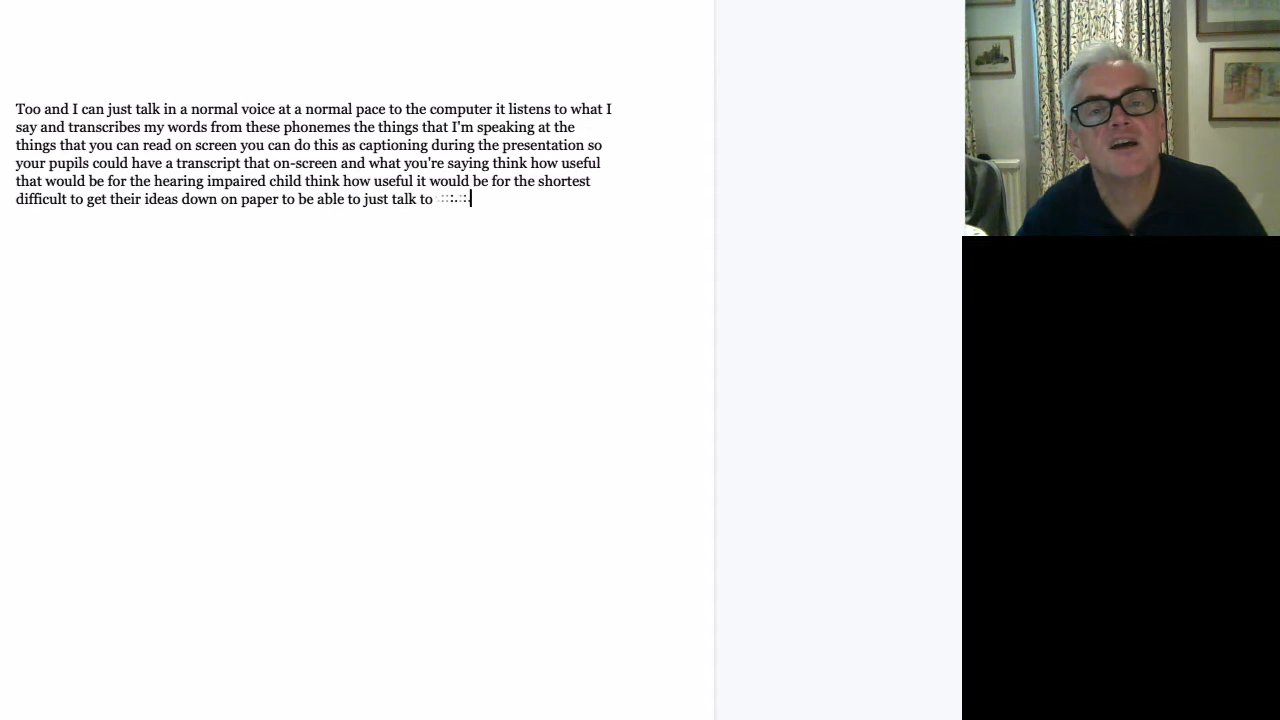 Too and I can just talk in a normal voice at a normal pace to the computer it listens to what I
say and transcribes my words from these phonemes the things that I'm speaking at the
things that you can read on screen you can do this as captioning during the presentation so
your pupils could have a transcript that on-screen and what you're saying think how useful
that would be for the hearing impaired child think how useful it would be for the shortest
difficult to get their ideas down on paper to be able to just talk to